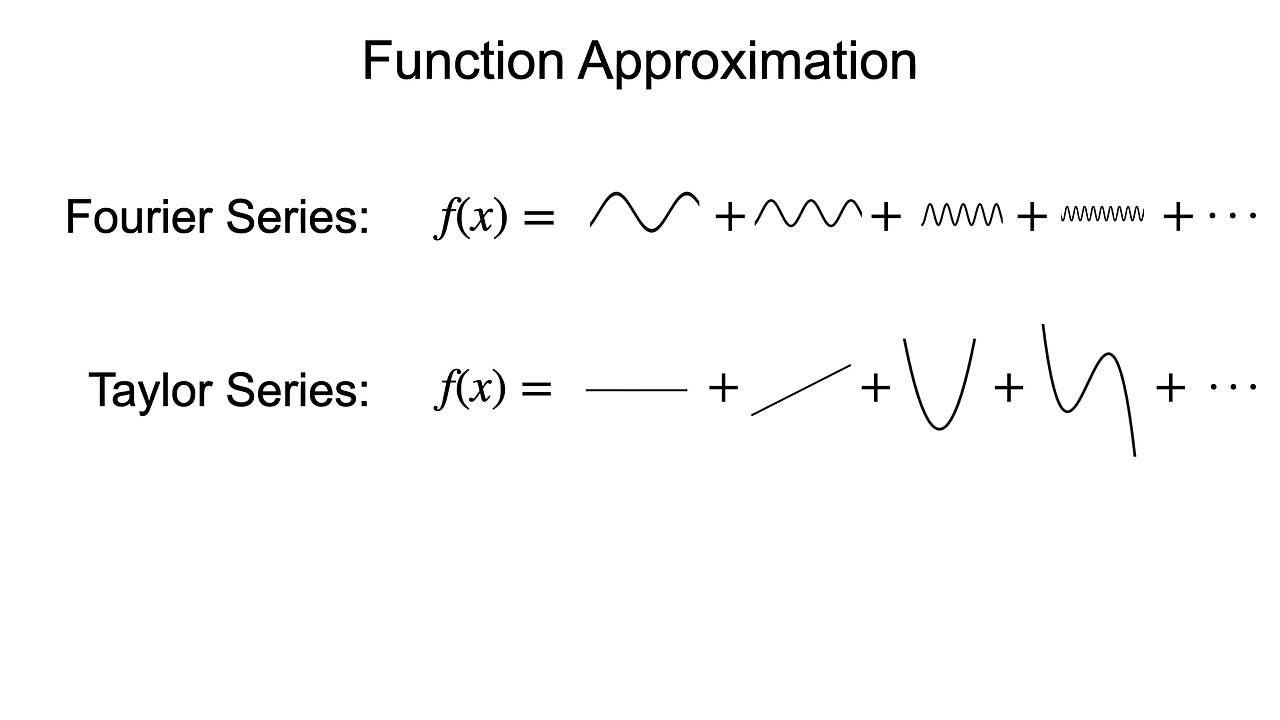 Function Approximation
Fourier Series: f(x) = + + + + ···
Taylor Series: f(x) = + + + + ···